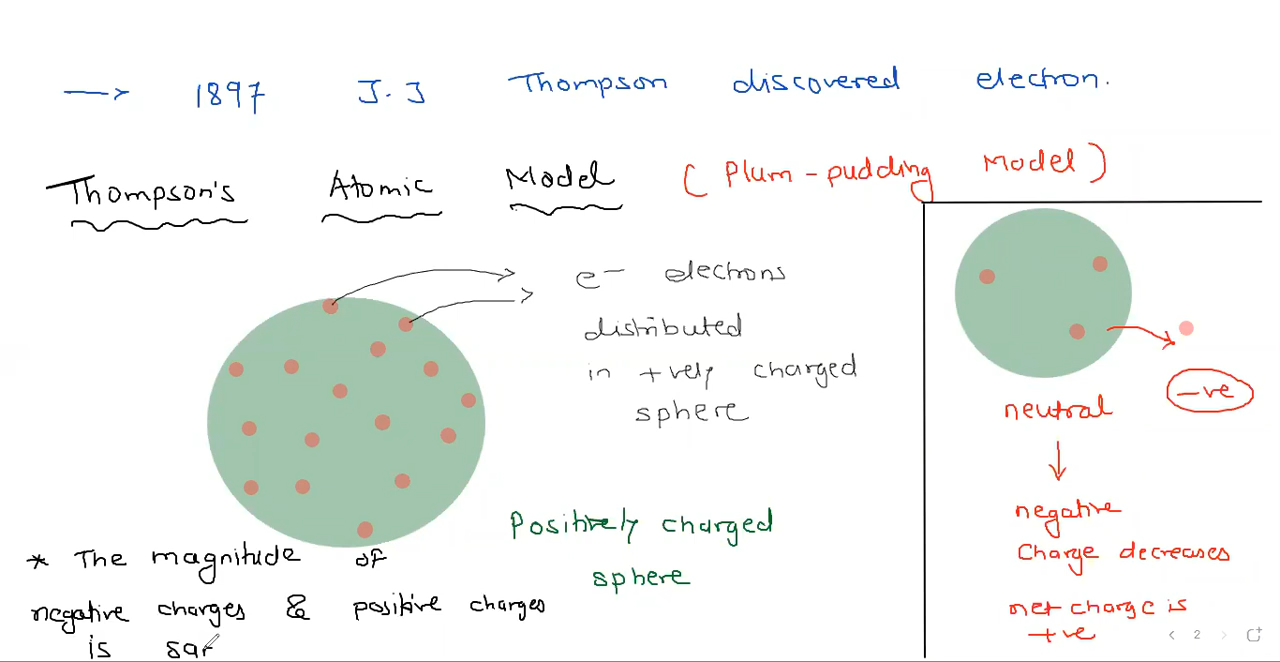 → 1897 J.J Thompson discovered electron.
Thompson's Atomic Model (Plum-pudding Model)
e⁻ electrons
distributed
in +vely charged
sphere
Positively charged
sphere
* The magnitude of
negative charges & positive charges
is
-ve
neutral
↓
negative
charge decreases
net charge is
+ve
< 2 >